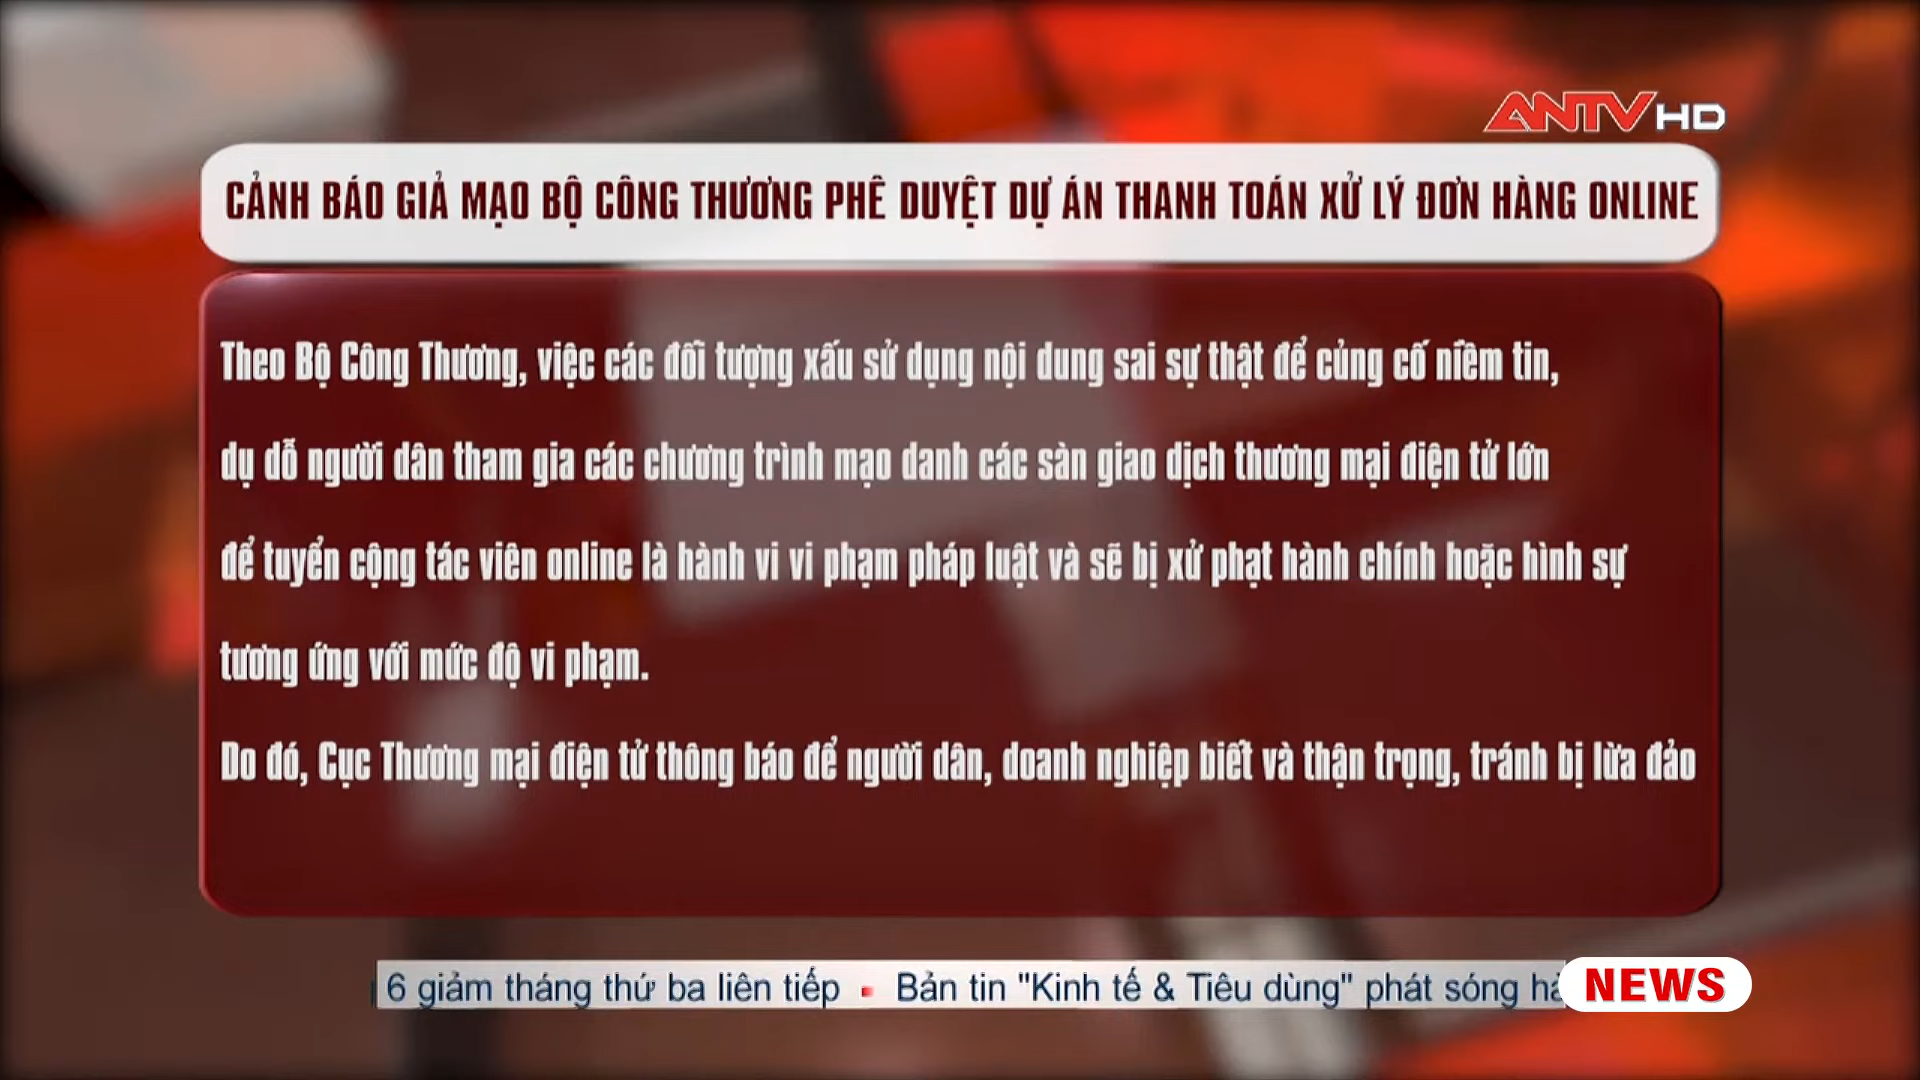 ANTV HD
CẢNH BÁO GIẢ MẠO BỘ CÔNG THƯƠNG PHÊ DUYỆT DỰ ÁN THANH TOÁN XỬ LÝ ĐƠN HÀNG ONLINE
Theo Bộ Công Thương, việc các đối tượng xấu sử dụng nội dung sai sự thật để củng cố niềm tin,
dụ dỗ người dân tham gia các chương trình mạo danh các sàn giao dịch thương mại điện tử lớn
để tuyển cộng tác viên online là hành vi vi phạm pháp luật và sẽ bị xử phạt hành chính hoặc hình sự
tương ứng với mức độ vi phạm.
Do đó, Cục Thương mại điện tử thông báo để người dân, doanh nghiệp biết và thận trọng, tránh bị lừa đảo
6 giảm tháng thứ ba liên tiếp Bản tin "Kinh tế & Tiêu dùng" phát sóng
NEWS